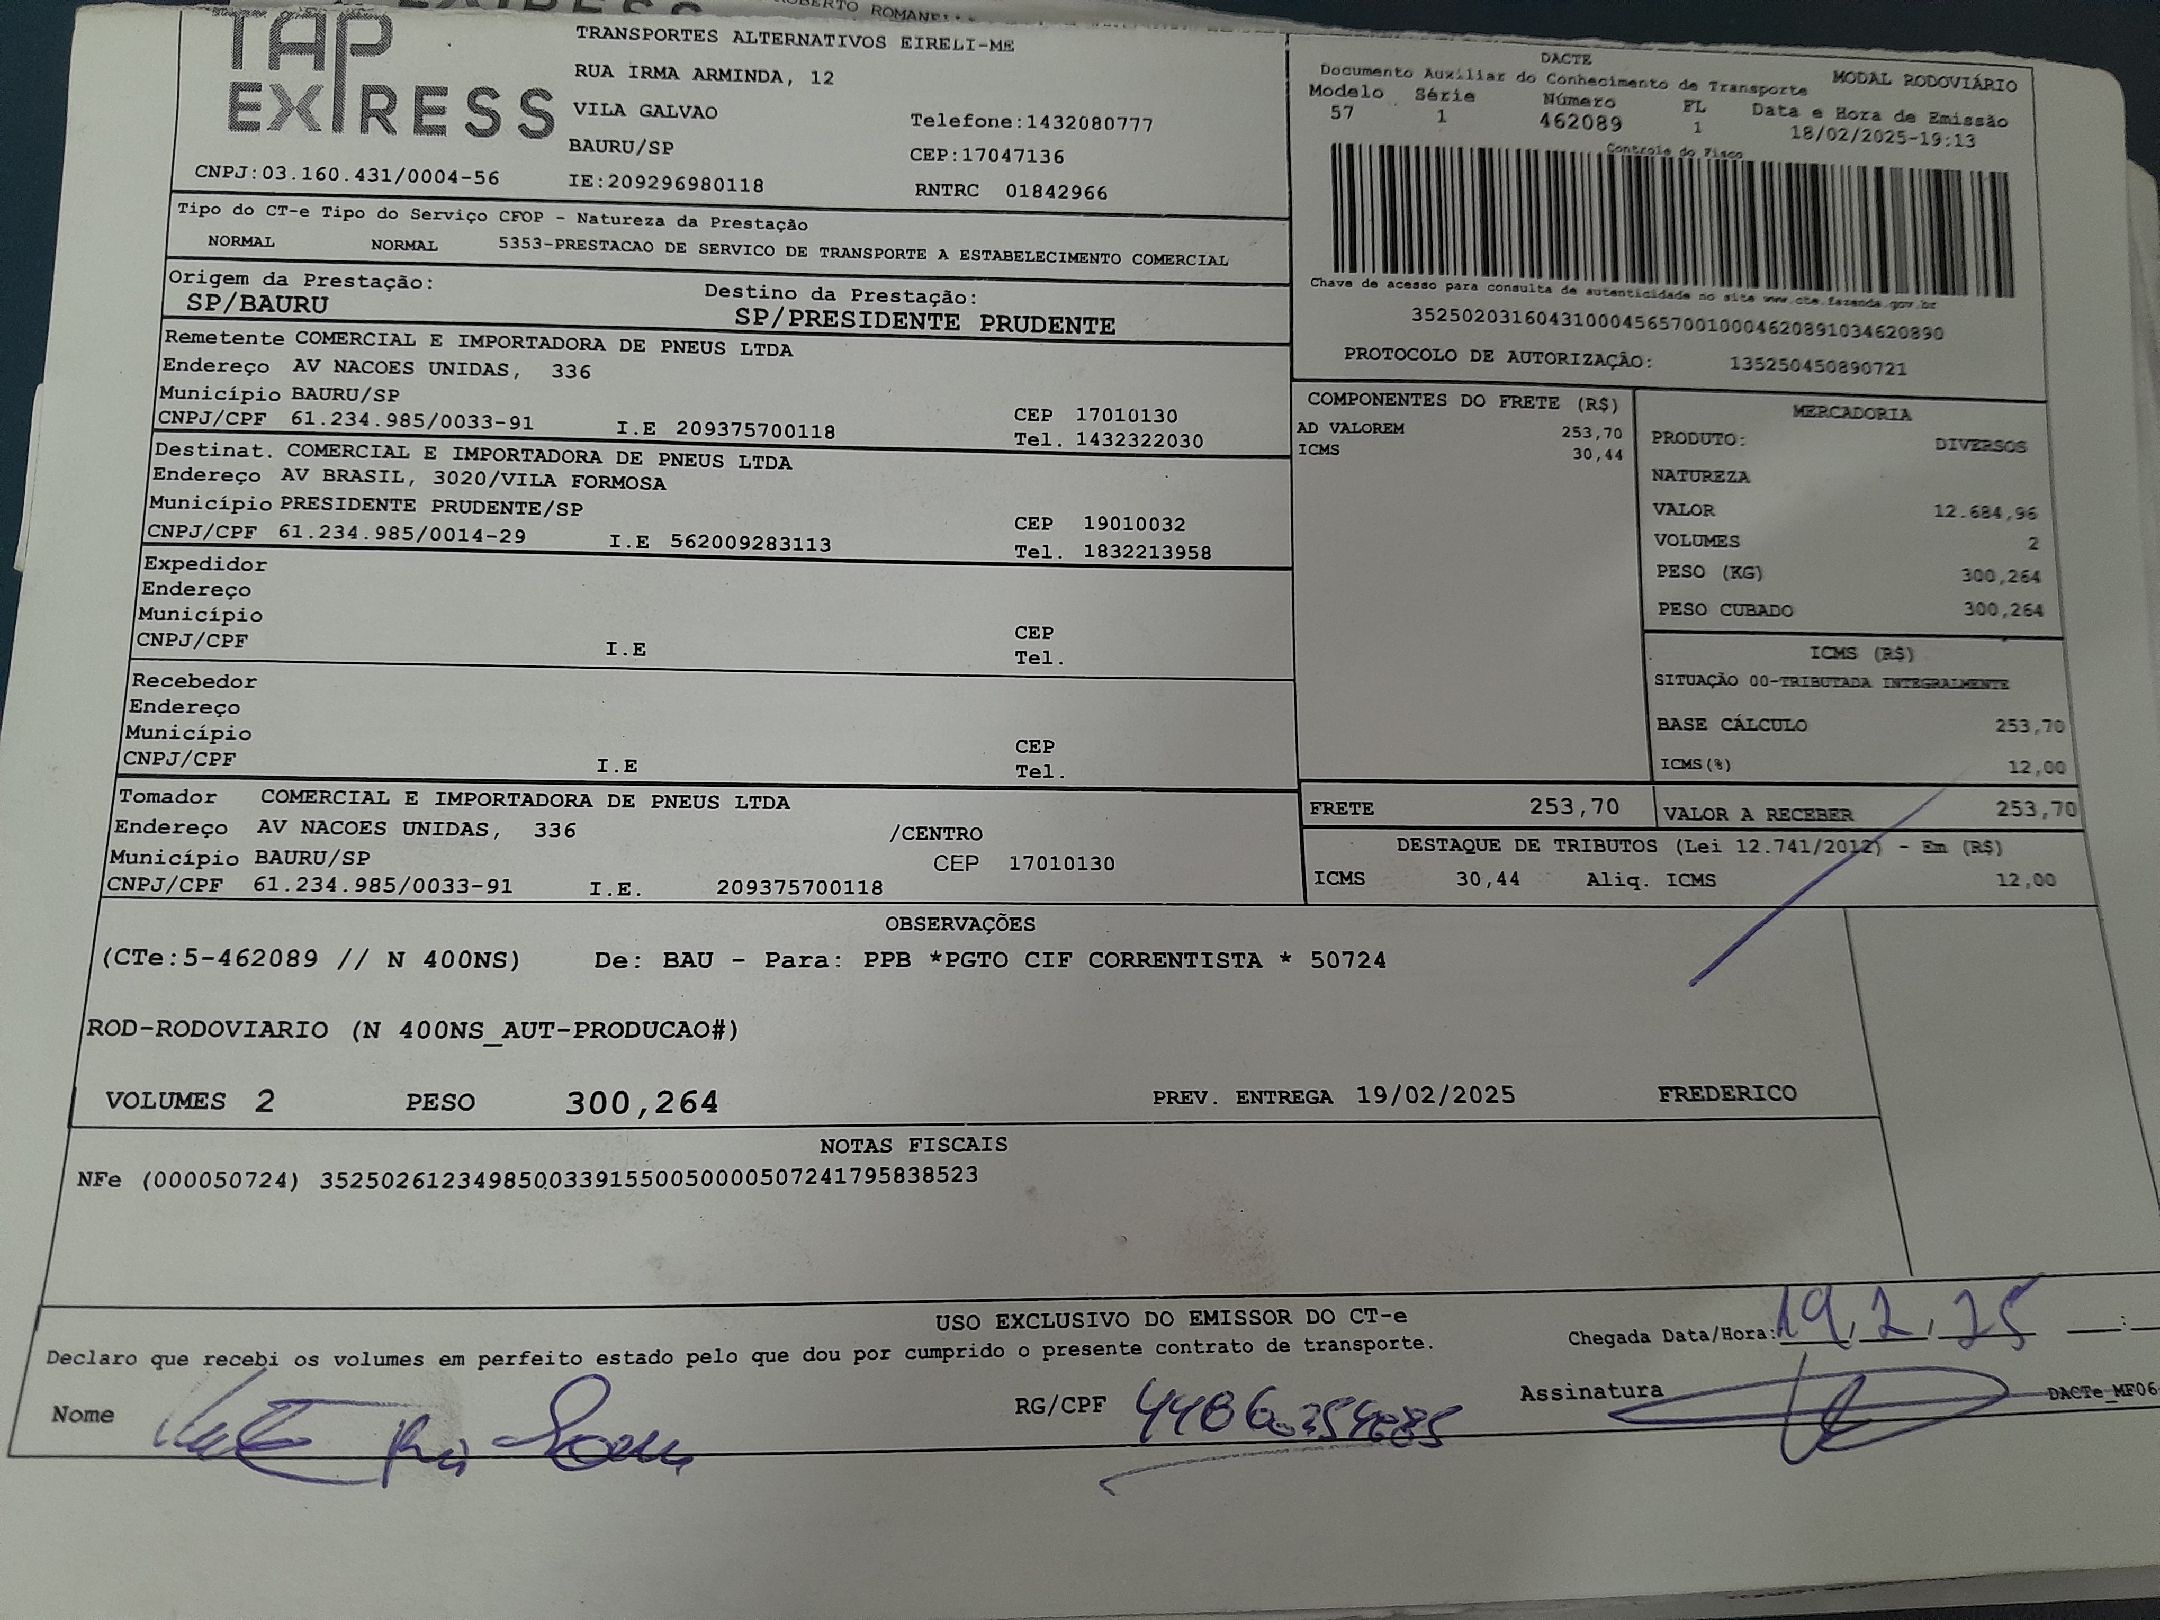 TAP
EXPRESS
CNPJ:03.160.431/0004-56
TRANSPORTES ALTERNATIVOS EIRELI-ME
RUA IRMA ARMINDA, 12
VILA GALVAO
Telefone:1432080777
BAURU/SP
CEP:17047136
IE:209296980118
RNTRC 01842966
DACTE
MODAL RODOVIÁRIO
Documento Auxiliar do Conhecimento de Transporte
Modelo Série Número FL Data e Hora de Emissão
57 1 462089 1 18/02/2025-19:13
Controle do Fisco
Chave de acesso para consulta de autenticidade no site www.cte.fazenda.gov.br
35250203160431000456570010004620891034620890
PROTOCOLO DE AUTORIZAÇÃO: 135250450890721
Tipo do CT-e Tipo do Serviço CFOP - Natureza da Prestação
NORMAL NORMAL 5353-PRESTACAO DE SERVICO DE TRANSPORTE A ESTABELECIMENTO COMERCIAL
Origem da Prestação: Destino da Prestação:
SP/BAURU SP/PRESIDENTE PRUDENTE
Remetente COMERCIAL E IMPORTADORA DE PNEUS LTDA
Endereço AV NACOES UNIDAS, 336
Município BAURU/SP CEP 17010130
CNPJ/CPF 61.234.985/0033-91 I.E 209375700118 Tel. 1432322030
Destinat. COMERCIAL E IMPORTADORA DE PNEUS LTDA
Endereço AV BRASIL, 3020/VILA FORMOSA
Município PRESIDENTE PRUDENTE/SP CEP 19010032
CNPJ/CPF 61.234.985/0014-29 I.E 562009283113 Tel. 1832213958
Expedidor
Endereço
Município CEP
CNPJ/CPF I.E Tel.
Recebedor
Endereço
Município CEP
CNPJ/CPF I.E Tel.
Tomador COMERCIAL E IMPORTADORA DE PNEUS LTDA
Endereço AV NACOES UNIDAS, 336 /CENTRO
Município BAURU/SP CEP 17010130
CNPJ/CPF 61.234.985/0033-91 I.E. 209375700118
COMPONENTES DO FRETE (R$)
AD VALOREM 253,70
ICMS 30,44
MERCADORIA
PRODUTO: DIVERSOS
NATUREZA
VALOR 12.684,96
VOLUMES 2
PESO (KG) 300,264
PESO CUBADO 300,264
ICMS (R$)
SITUAÇÃO 00-TRIBUTADA INTEGRALMENTE
BASE CÁLCULO 253,70
ICMS(%) 12,00
FRETE 253,70 VALOR A RECEBER 253,70
DESTAQUE DE TRIBUTOS (Lei 12.741/2012) - Em (R$)
ICMS 30,44 Aliq. ICMS 12,00
OBSERVAÇÕES
(CTe:5-462089 // N 400NS) De: BAU - Para: PPB *PGTO CIF CORRENTISTA * 50724
ROD-RODOVIARIO (N 400NS_AUT-PRODUCAO#)
VOLUMES 2 PESO 300,264 PREV. ENTREGA 19/02/2025 FREDERICO
NOTAS FISCAIS
NFe (000050724) 35250261234985003391550050000507241795838523
USO EXCLUSIVO DO EMISSOR DO CT-e
Declaro que recebi os volumes em perfeito estado pelo que dou por cumprido o presente contrato de transporte.
Chegada Data/Hora: 19.2.25
Nome RG/CPF Assinatura DACTe_MF06